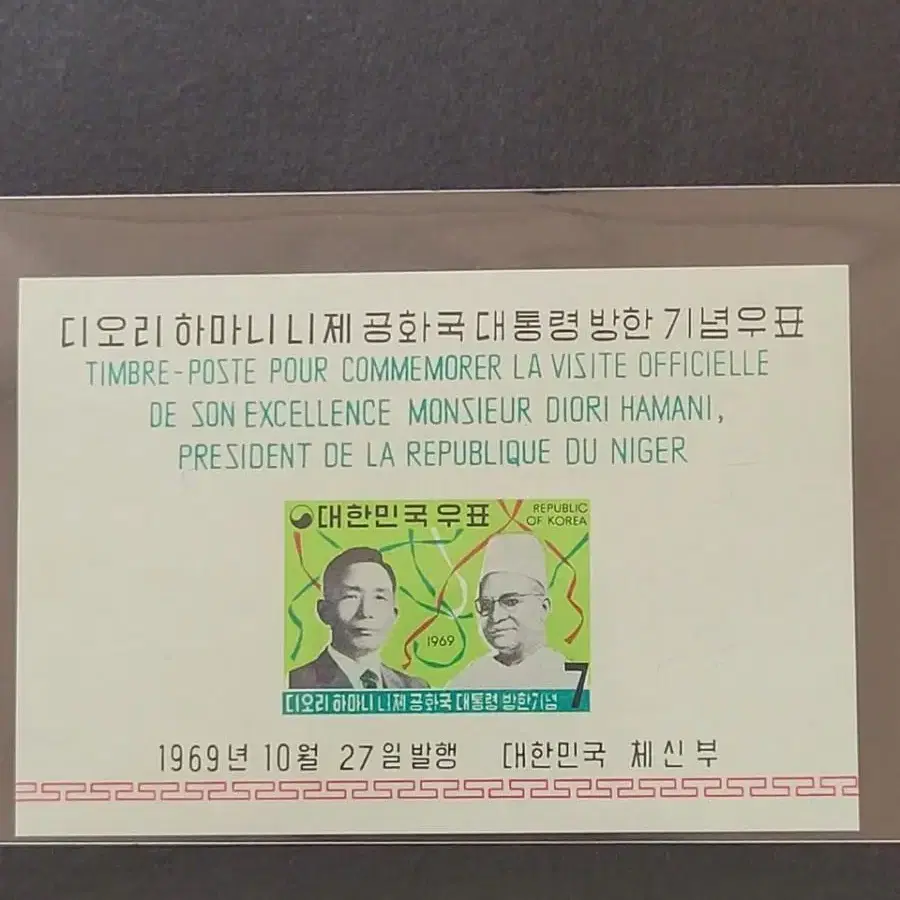 디오리 하마니 니제 공화국 대통령 방한 기념우표
TIMBRE-POSTE POUR COMMEMORER LA VISITE OFFICIELLE
DE SON EXCELLENCE MONSIEUR DIORI HAMANI,
PRESIDENT DE LA REPUBLIQUE DU NIGER
대한민국우표
REPUBLIC
OF KOREA
1969
7
디오리 하마니 니제 공화국 대통령 방한기념
1969년 10월 27일 발행 대한민국 체신부